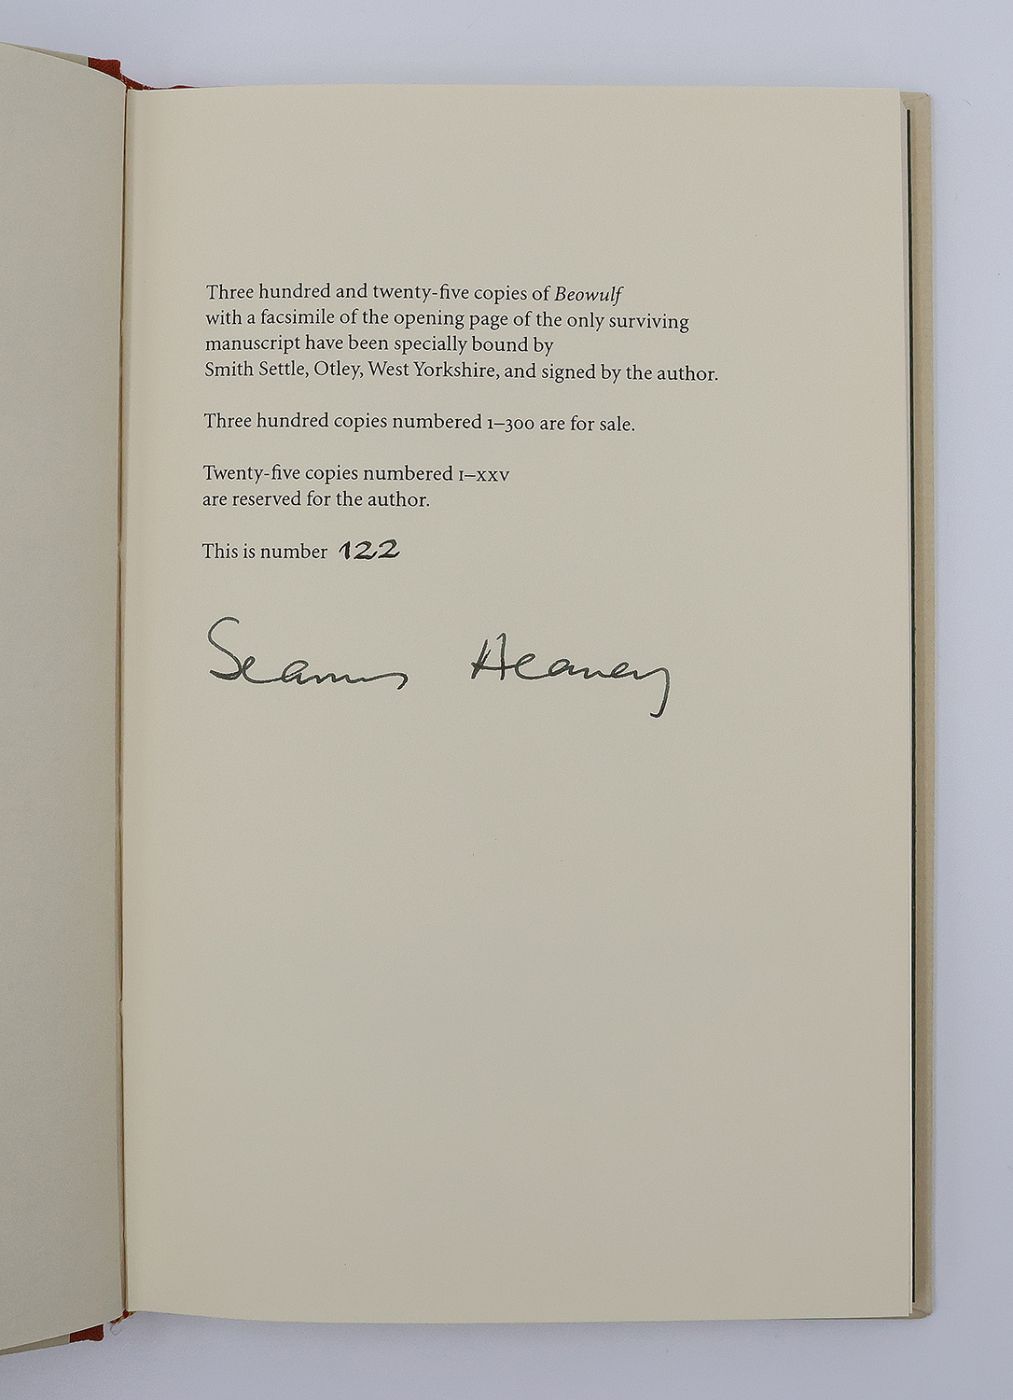 Three hundred and twenty-five copies of Beowulf
with a facsimile of the opening page of the only surviving
manuscript have been specially bound by
Smith Settle, Otley, West Yorkshire, and signed by the author.
Three hundred copies numbered 1–300 are for sale.
Twenty-five copies numbered I–XXV
are reserved for the author.
This is number 122
Seamus Heaney